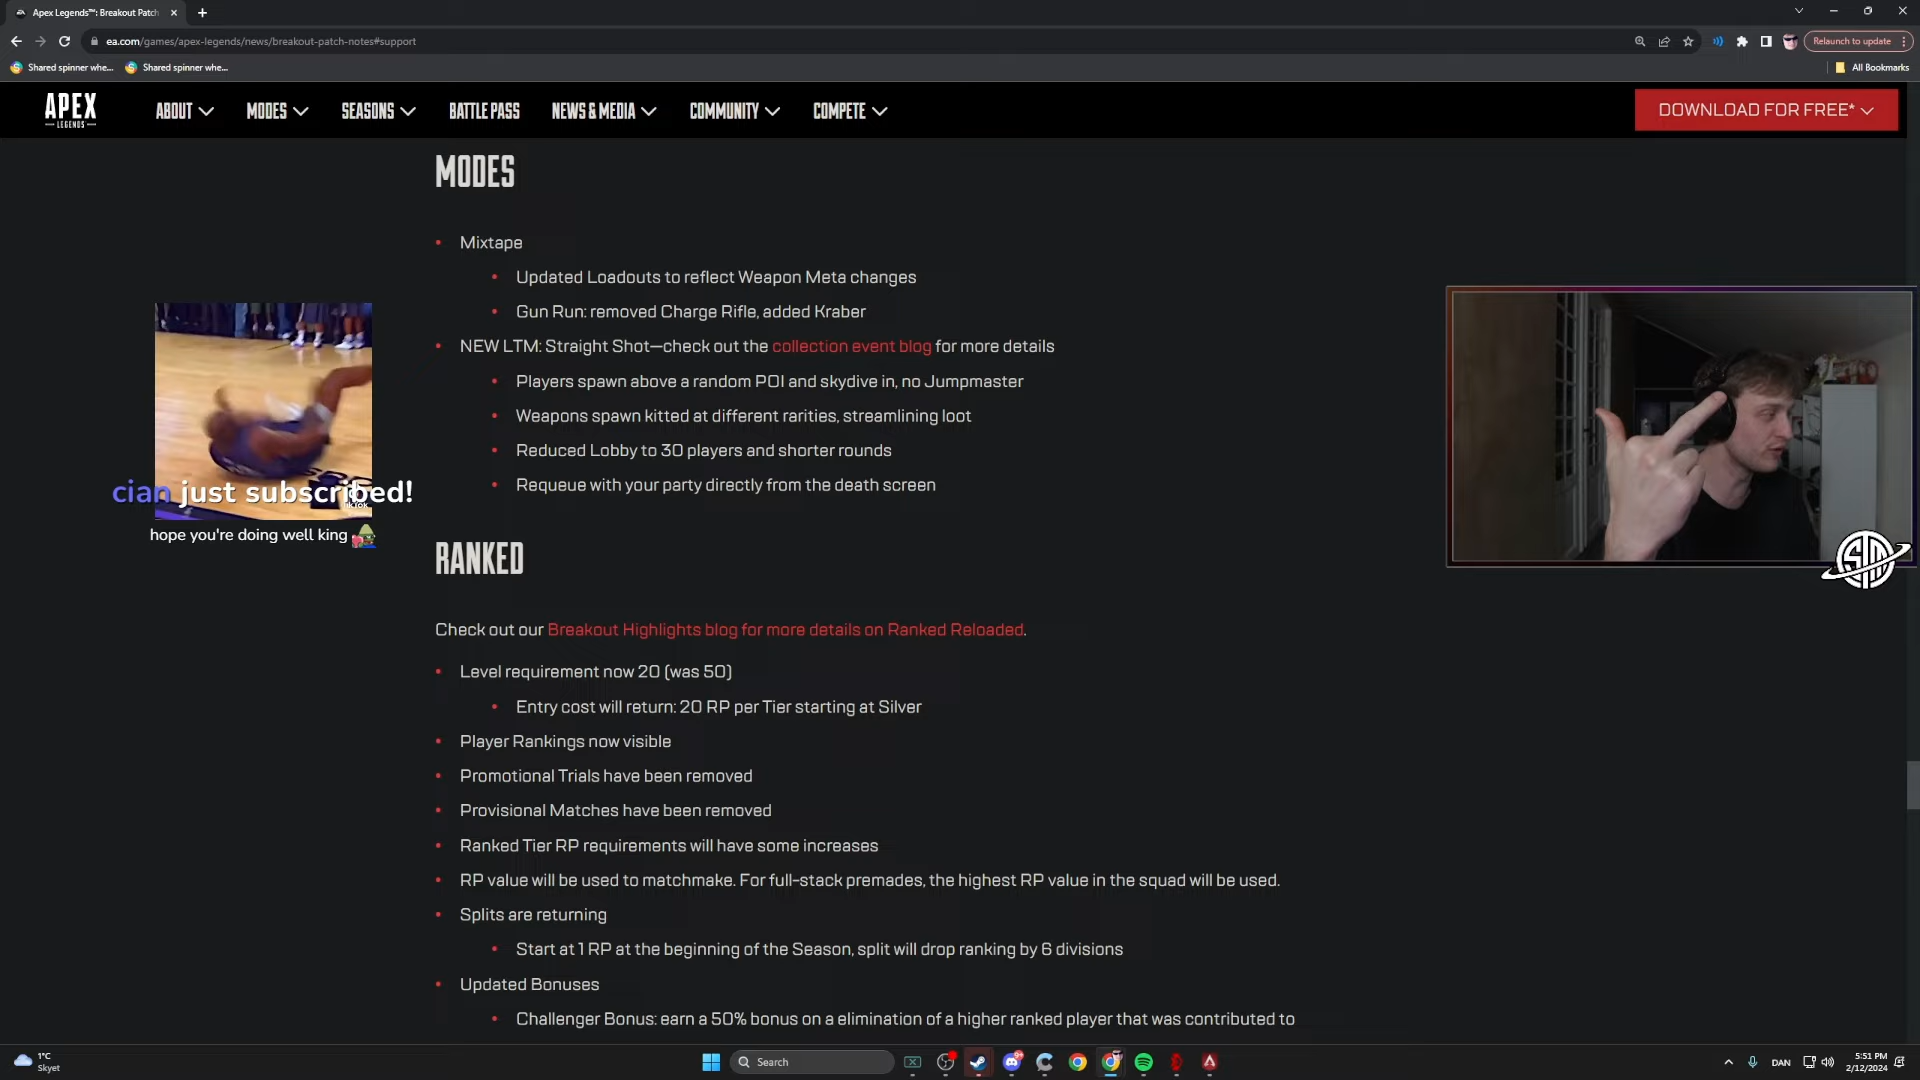 Apex Legends™: Breakout Patch
ea.com/games/apex-legends/news/breakout-patch-notes#support
Relaunch to update
Shared spinner whe...
Shared spinner whe...
All Bookmarks
APEX
LEGENDS
ABOUT
MODES
SEASONS
BATTLE PASS
NEWS & MEDIA
COMMUNITY
COMPETE
DOWNLOAD FOR FREE*
MODES
• Mixtape
• Updated Loadouts to reflect Weapon Meta changes
• Gun Run: removed Charge Rifle, added Kraber
• NEW LTM: Straight Shot—check out the collection event blog for more details
• Players spawn above a random POI and skydive in, no Jumpmaster
• Weapons spawn kitted at different rarities, streamlining loot
• Reduced Lobby to 30 players and shorter rounds
• Requeue with your party directly from the death screen
cian just subscribed!
hope you're doing well king
TSM
RANKED
Check out our Breakout Highlights blog for more details on Ranked Reloaded.
• Level requirement now 20 (was 50)
• Entry cost will return: 20 RP per Tier starting at Silver
• Player Rankings now visible
• Promotional Trials have been removed
• Provisional Matches have been removed
• Ranked Tier RP requirements will have some increases
• RP value will be used to matchmake. For full-stack premades, the highest RP value in the squad will be used.
• Splits are returning
• Start at 1 RP at the beginning of the Season, split will drop ranking by 6 divisions
• Updated Bonuses
• Challenger Bonus: earn a 50% bonus on a elimination of a higher ranked player that was contributed to
1°C
Skyet
Search
DAN
5:51 PM
2/12/2024